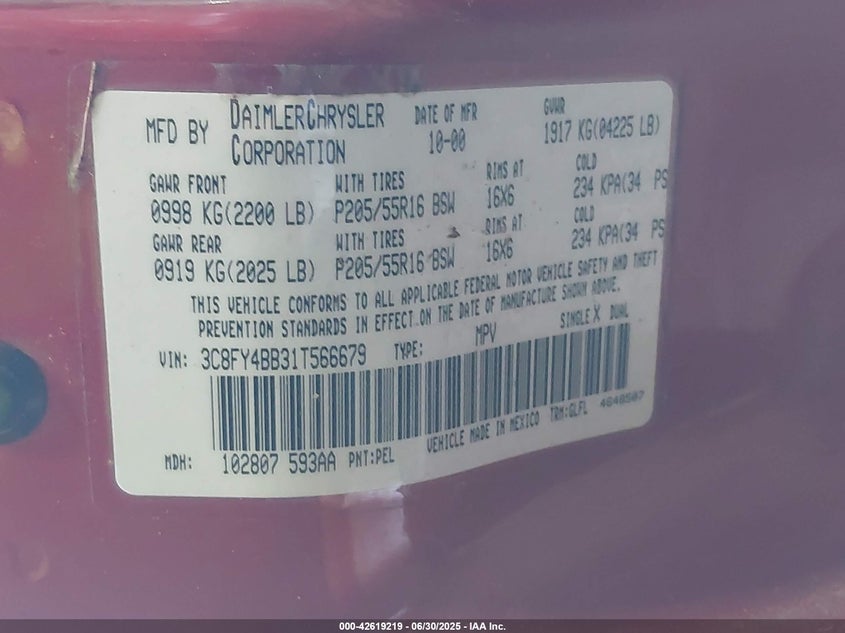 MFD BY DAIMLERCHRYSLER CORPORATION
DATE OF MFR 10-00
GVWR 1917 KG(04225 LB)
GAWR FRONT WITH TIRES RIMS AT COLD
0998 KG(2200 LB) P205/55R16 BSW 16X6 234 KPA(34 PS
GAWR REAR WITH TIRES RIMS AT COLD
0919 KG(2025 LB) P205/55R16 BSW 16X6 234 KPA(34 PS
THIS VEHICLE CONFORMS TO ALL APPLICABLE FEDERAL MOTOR VEHICLE SAFETY AND THEFT
PREVENTION STANDARDS IN EFFECT ON THE DATE OF MANUFACTURE SHOWN ABOVE.
VIN: 3C8FY4BB31T566679 TYPE: MPV SINGLE X DUAL
VEHICLE MADE IN MEXICO TRM:GLFL 4648507
MDH: 102807 593AA PNT:PEL
000-42619219 - 06/30/2025 - IAA Inc.